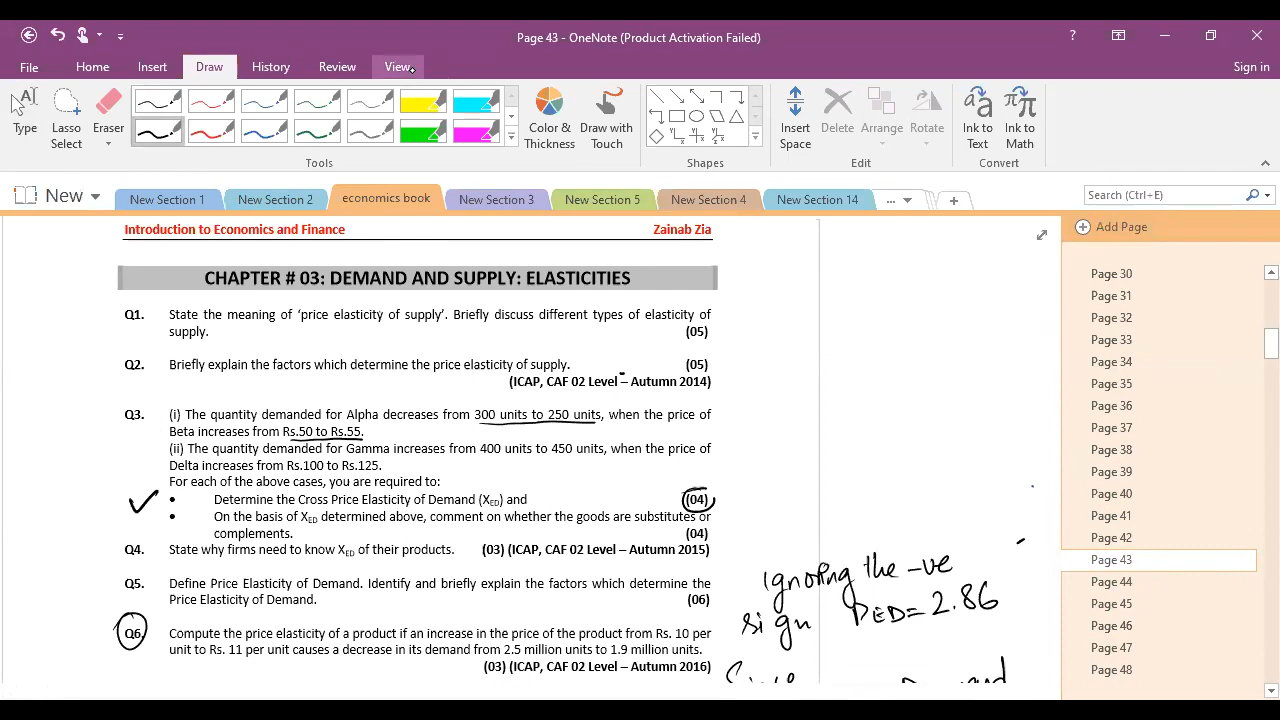 Page 43 - OneNote (Product Activation Failed)
?
File Home Insert Draw History Review View Sign in
Type
Lasso Select
Eraser
Color & Thickness
Draw with Touch
Insert Space
Delete
Arrange
Rotate
Ink to Text
Ink to Math
Tools Shapes Edit Convert
New
New Section 1 New Section 2 economics book New Section 3 New Section 5 New Section 4 New Section 14 ...
Search (Ctrl+E)
Add Page
Page 30
Page 31
Page 32
Page 33
Page 34
Page 35
Page 36
Page 37
Page 38
Page 39
Page 40
Page 41
Page 42
Page 43
Page 44
Page 45
Page 46
Page 47
Page 48
Introduction to Economics and Finance Zainab Zia
CHAPTER # 03: DEMAND AND SUPPLY: ELASTICITIES
Q1. State the meaning of ‘price elasticity of supply’. Briefly discuss different types of elasticity of
supply. (05)
Q2. Briefly explain the factors which determine the price elasticity of supply. (05)
(ICAP, CAF 02 Level – Autumn 2014)
Q3. (i) The quantity demanded for Alpha decreases from 300 units to 250 units, when the price of
Beta increases from Rs.50 to Rs.55.
(ii) The quantity demanded for Gamma increases from 400 units to 450 units, when the price of
Delta increases from Rs.100 to Rs.125.
For each of the above cases, you are required to:
• Determine the Cross Price Elasticity of Demand (XED) and (04)
• On the basis of XED determined above, comment on whether the goods are substitutes or
complements. (04)
Q4. State why firms need to know XED of their products. (03) (ICAP, CAF 02 Level – Autumn 2015)
Q5. Define Price Elasticity of Demand. Identify and briefly explain the factors which determine the
Price Elasticity of Demand. (06)
Q6. Compute the price elasticity of a product if an increase in the price of the product from Rs. 10 per
unit to Rs. 11 per unit causes a decrease in its demand from 2.5 million units to 1.9 million units.
(03) (ICAP, CAF 02 Level – Autumn 2016)
Ignoring the -ve
sign PED = 2.86